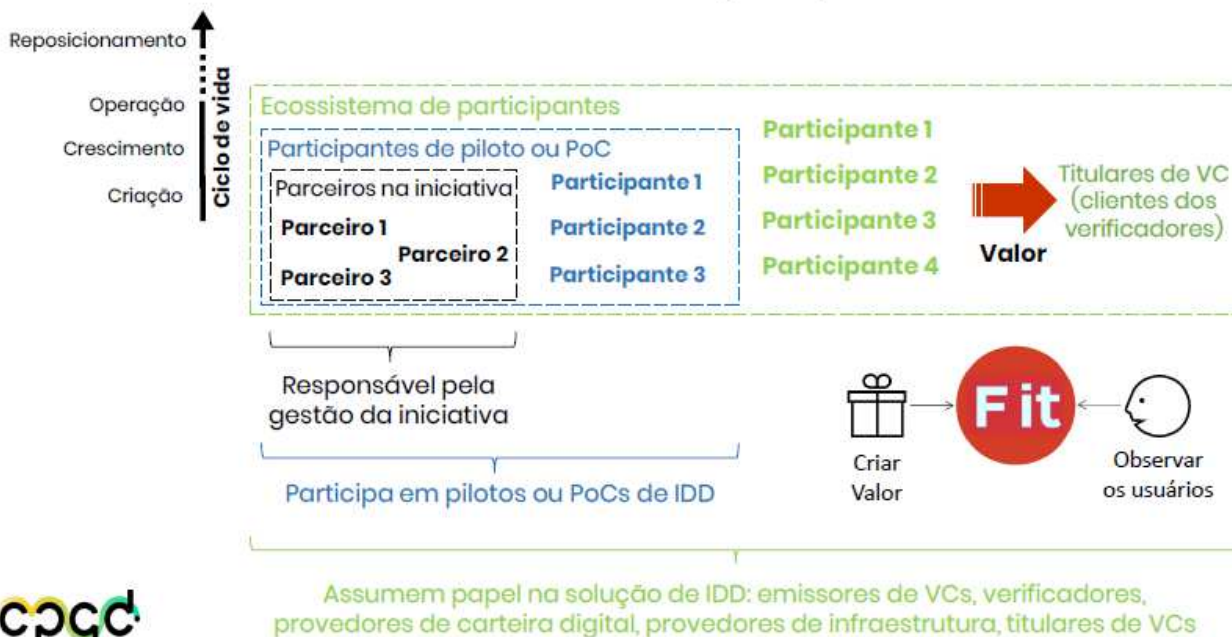 Reposicionamento
Operação
Crescimento
Criação
Ciclo de vida
Ecossistema de participantes
Participantes de piloto ou PoC
Parceiros na iniciativa
Parceiro 1
Parceiro 2
Parceiro 3
Participante 1
Participante 2
Participante 3
Participante 1
Participante 2
Participante 3
Participante 4
Valor
Titulares de VC
(clientes dos
verificadores)
Responsável pela
gestão da iniciativa
Participa em pilotos ou PoCs de IDD
Criar
Valor
Fit
Observar
os usuários
Assumem papel na solução de IDD: emissores de VCs, verificadores,
provedores de carteira digital, provedores de infraestrutura, titulares de VCs
cpqd